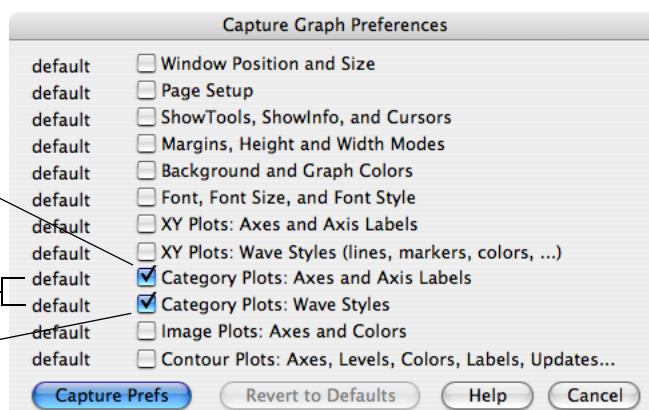 Capture Graph Preferences
default Window Position and Size
default Page Setup
default ShowTools, ShowInfo, and Cursors
default Margins, Height and Width Modes
default Background and Graph Colors
default Font, Font Size, and Font Style
default XY Plots: Axes and Axis Labels
default XY Plots: Wave Styles (lines, markers, colors, ...)
default Category Plots: Axes and Axis Labels
default Category Plots: Wave Styles
default Image Plots: Axes and Colors
default Contour Plots: Axes, Levels, Colors, Labels, Updates...
Capture Prefs Revert to Defaults Help Cancel